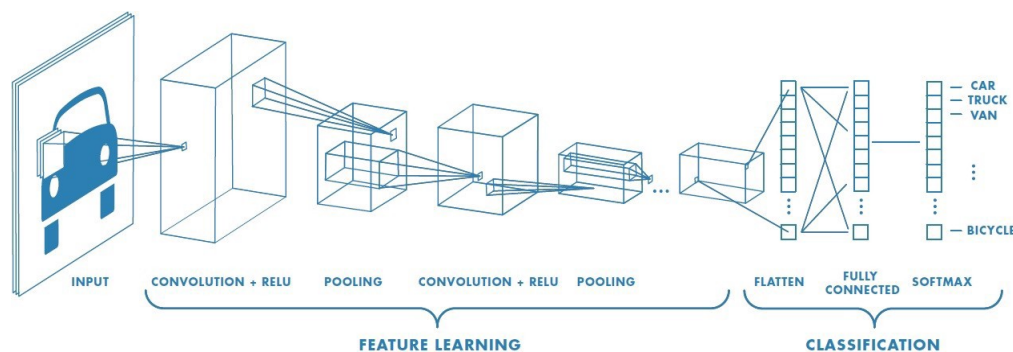 CAR
TRUCK
VAN
BICYCLE
INPUT
CONVOLUTION + RELU
POOLING
CONVOLUTION + RELU
POOLING
FLATTEN
FULLY
CONNECTED
SOFTMAX
FEATURE LEARNING
CLASSIFICATION